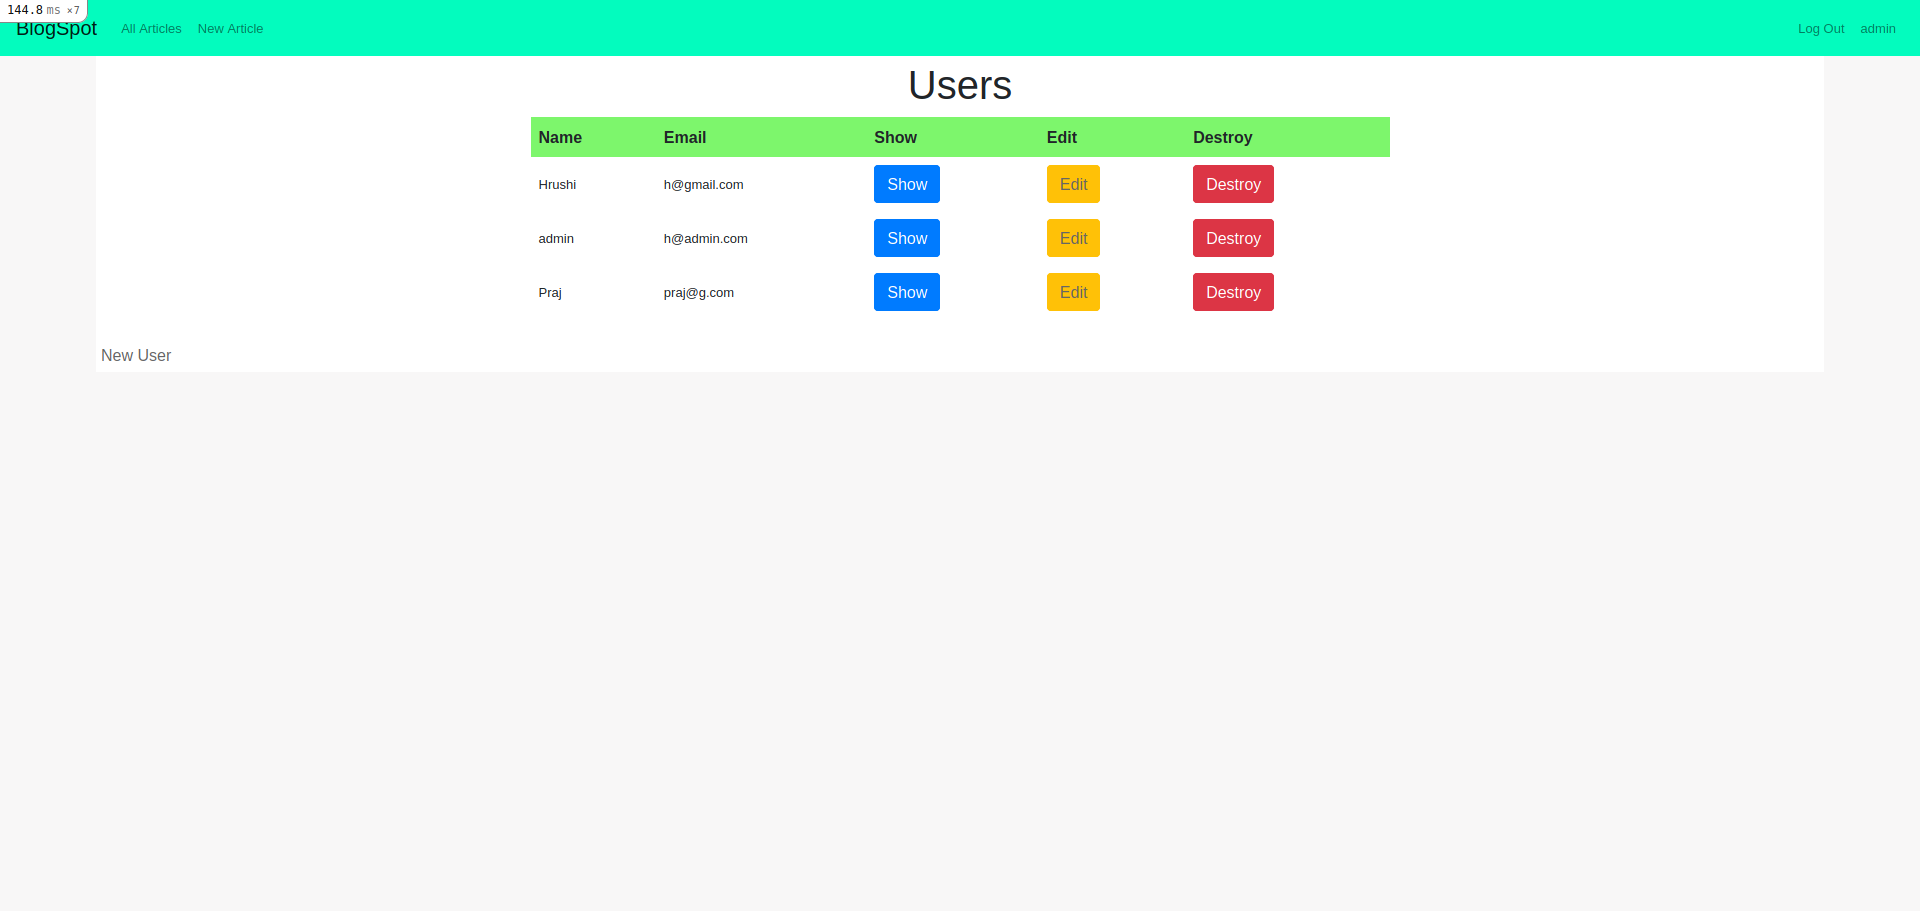 144.8 ms ×7
BlogSpot All Articles New Article Log Out admin
Users
Name Email Show Edit Destroy
Hrushi h@gmail.com Show Edit Destroy
admin h@admin.com Show Edit Destroy
Praj praj@g.com Show Edit Destroy
New User